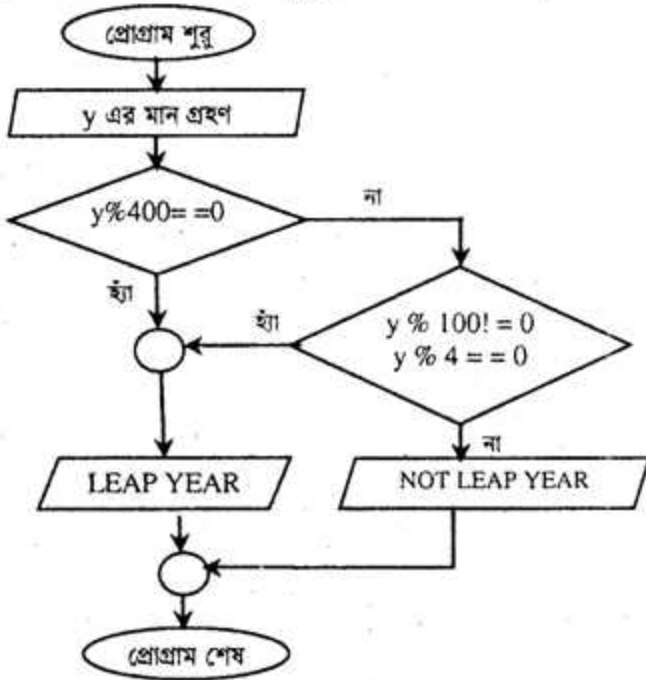 প্রোগ্রাম শুরু
y এর মান গ্রহণ
y%400= =0
না
হ্যাঁ
হ্যাঁ
y % 100! = 0
y % 4 = = 0
না
LEAP YEAR
NOT LEAP YEAR
প্রোগ্রাম শেষ